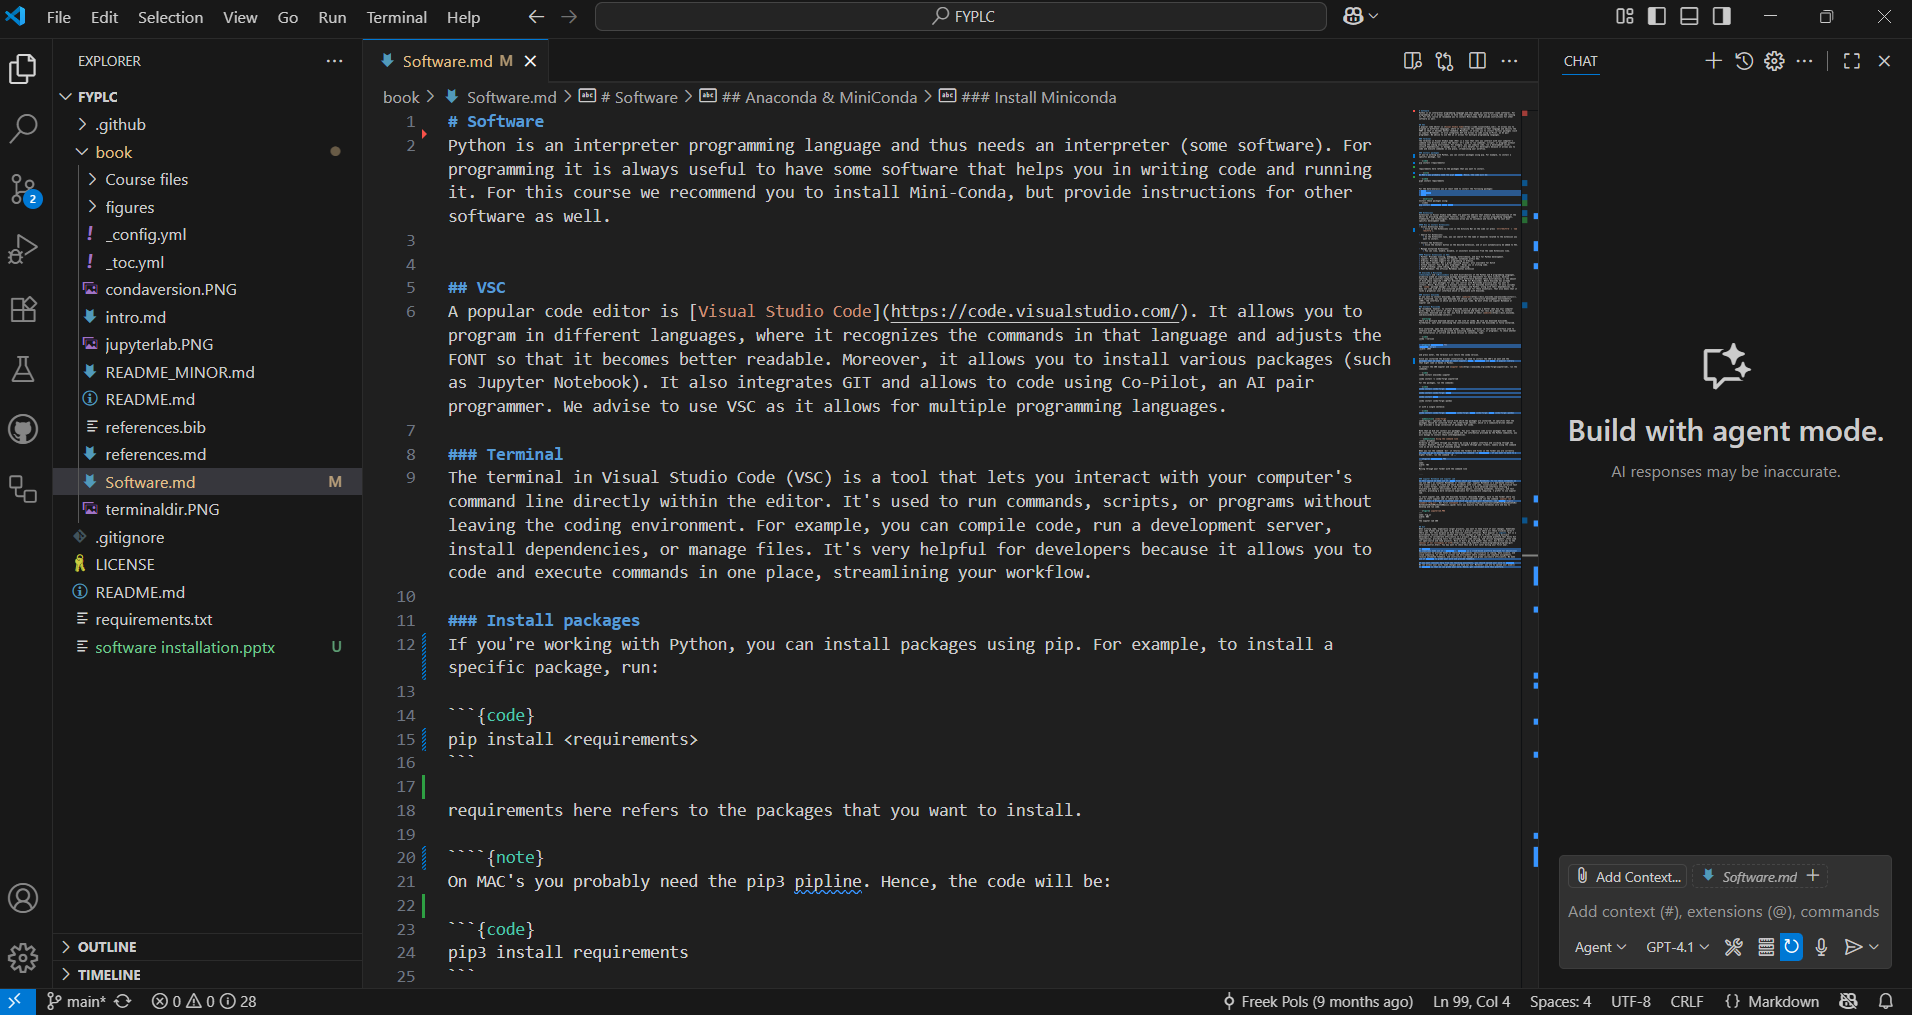 File Edit Selection View Go Run Terminal Help
FYPLC
EXPLORER
Software.md M
CHAT
FYPLC
book > Software.md > # Software > ## Anaconda & MiniConda > ### Install Miniconda
.github
book
Course files
figures
_config.yml
_toc.yml
condaversion.PNG
intro.md
jupyterlab.PNG
README_MINOR.md
README.md
references.bib
references.md
Software.md M
terminaldir.PNG
.gitignore
LICENSE
README.md
requirements.txt
software installation.pptx U
OUTLINE
TIMELINE
2
1 # Software
2 Python is an interpreter programming language and thus needs an interpreter (some software). For
programming it is always useful to have some software that helps you in writing code and running
it. For this course we recommend you to install Mini-Conda, but provide instructions for other
software as well.
3
4
5 ## VSC
6 A popular code editor is [Visual Studio Code](https://code.visualstudio.com/). It allows you to
program in different languages, where it recognizes the commands in that language and adjusts the
FONT so that it becomes better readable. Moreover, it allows you to install various packages (such
as Jupyter Notebook). It also integrates GIT and allows to code using Co-Pilot, an AI pair
programmer. We advise to use VSC as it allows for multiple programming languages.
7
8 ### Terminal
9 The terminal in Visual Studio Code (VSC) is a tool that lets you interact with your computer's
command line directly within the editor. It's used to run commands, scripts, or programs without
leaving the coding environment. For example, you can compile code, run a development server,
install dependencies, or manage files. It's very helpful for developers because it allows you to
code and execute commands in one place, streamlining your workflow.
10
11 ### Install packages
12 If you're working with Python, you can install packages using pip. For example, to install a
specific package, run:
13
14 ```{code}
15 pip install <requirements>
16 ```
17
18 requirements here refers to the packages that you want to install.
19
20 ````{note}
21 On MAC's you probably need the pip3 pipline. Hence, the code will be:
22
23 ```{code}
24 pip3 install requirements
25 ```
Build with agent mode.
AI responses may be inaccurate.
Add Context... Software.md +
Add context (#), extensions (@), commands
Agent GPT-4.1
main* 0 0 28
Freek Pols (9 months ago) Ln 99, Col 4 Spaces: 4 UTF-8 CRLF {} Markdown